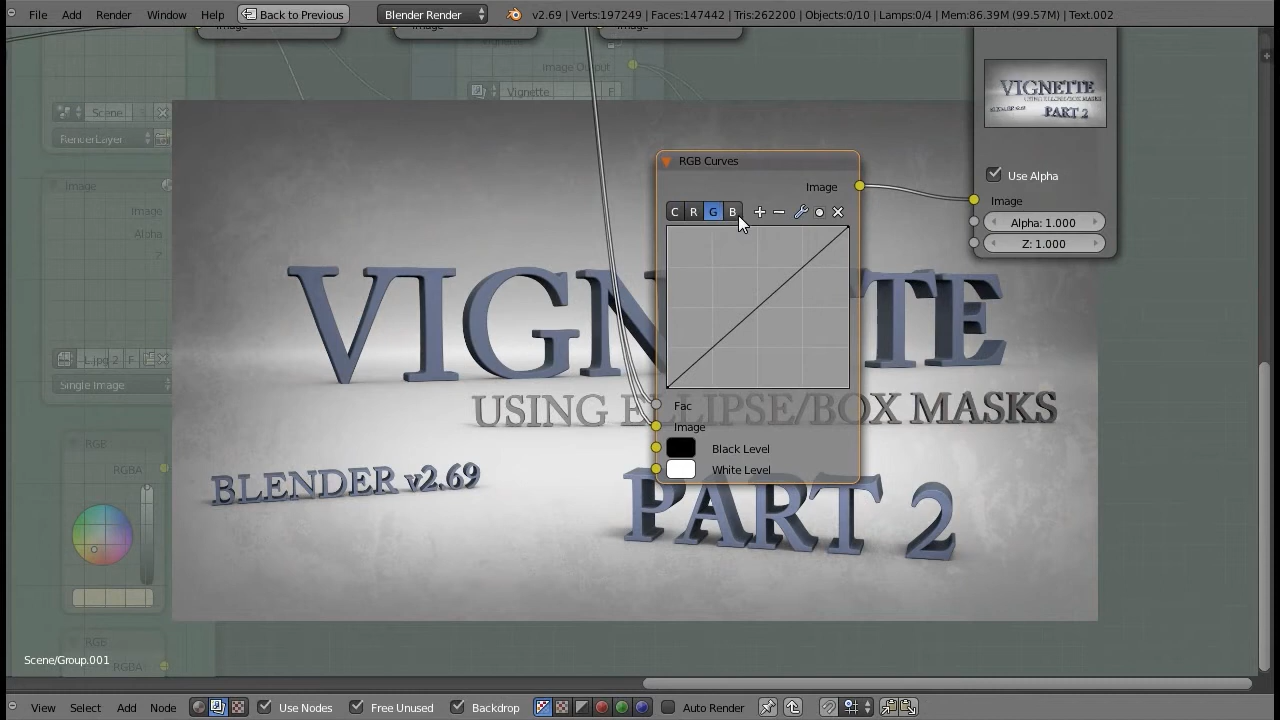 File Add Render Window Help Back to Previous Blender Render v2.69 | Verts:197249 | Faces:147442 | Tris:262200 | Objects:0/10 | Lamps:0/4 | Mem:86.39M (99.57M) | Text.002
Image Output
Vignette F
Scene
RenderLayer
VIGNETTE
PART 2
RGB Curves
Image
C R G B
Use Alpha
Image
Alpha: 1.000
Z: 1.000
Image
Image
Alpha
Z
VIGNETTE
Single Image
Fac
Image
Black Level
White Level
USING ELLIPSE/BOX MASKS
RGB
RGBA
BLENDER v2.69
PART 2
RGB
RGBA
Scene/Group.001
View Select Add Node Use Nodes Free Unused Backdrop Auto Render